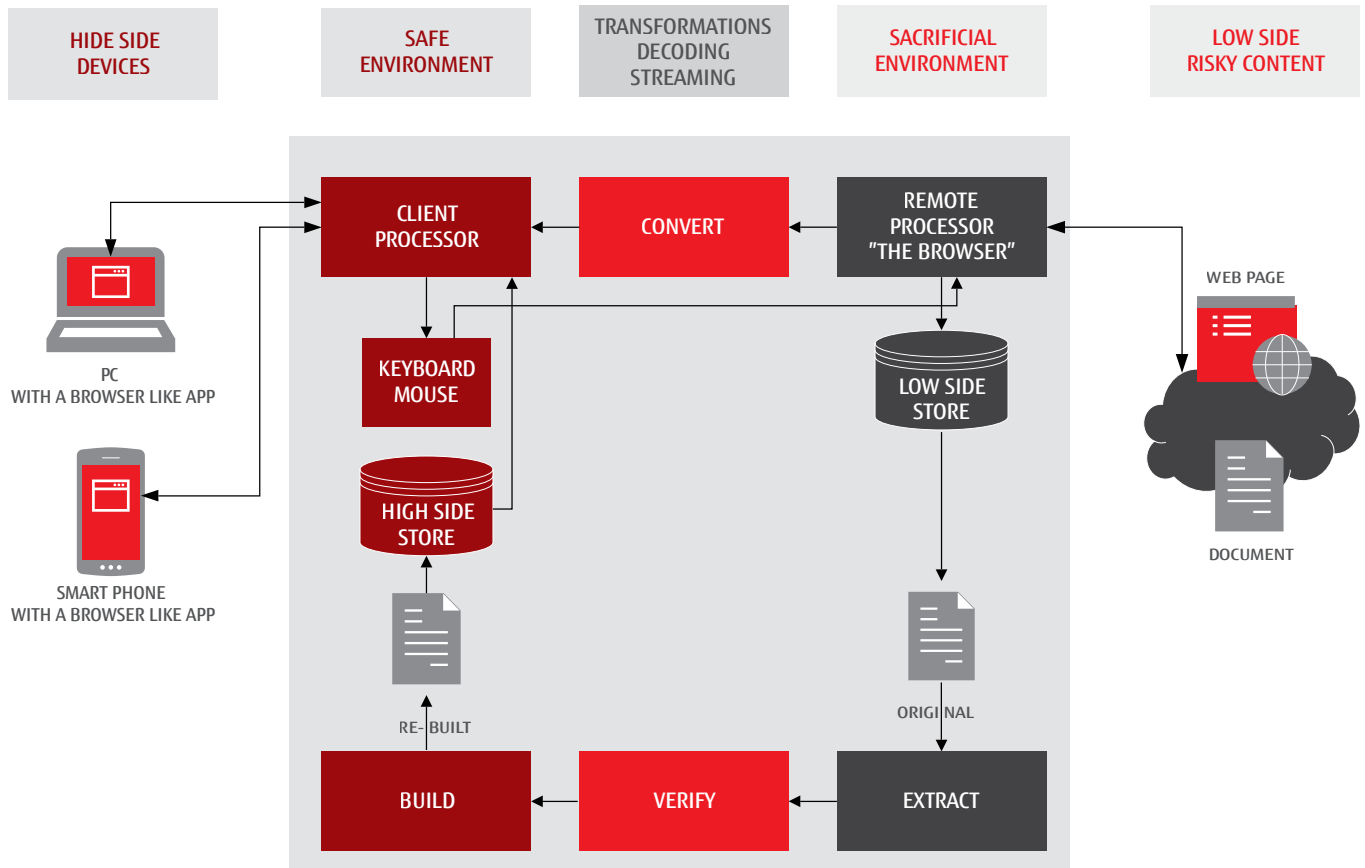 HIDE SIDE
DEVICES
SAFE
ENVIRONMENT
TRANSFORMATIONS
DECODING
STREAMING
SACRIFICIAL
ENVIRONMENT
LOW SIDE
RISKY CONTENT
CLIENT
PROCESSOR
CONVERT
REMOTE
PROCESSOR
"THE BROWSER"
WEB PAGE
PC
WITH A BROWSER LIKE APP
KEYBOARD
MOUSE
LOW SIDE
STORE
HIGH SIDE
STORE
DOCUMENT
SMART PHONE
WITH A BROWSER LIKE APP
RE-BUILT
ORIGINAL
BUILD
VERIFY
EXTRACT